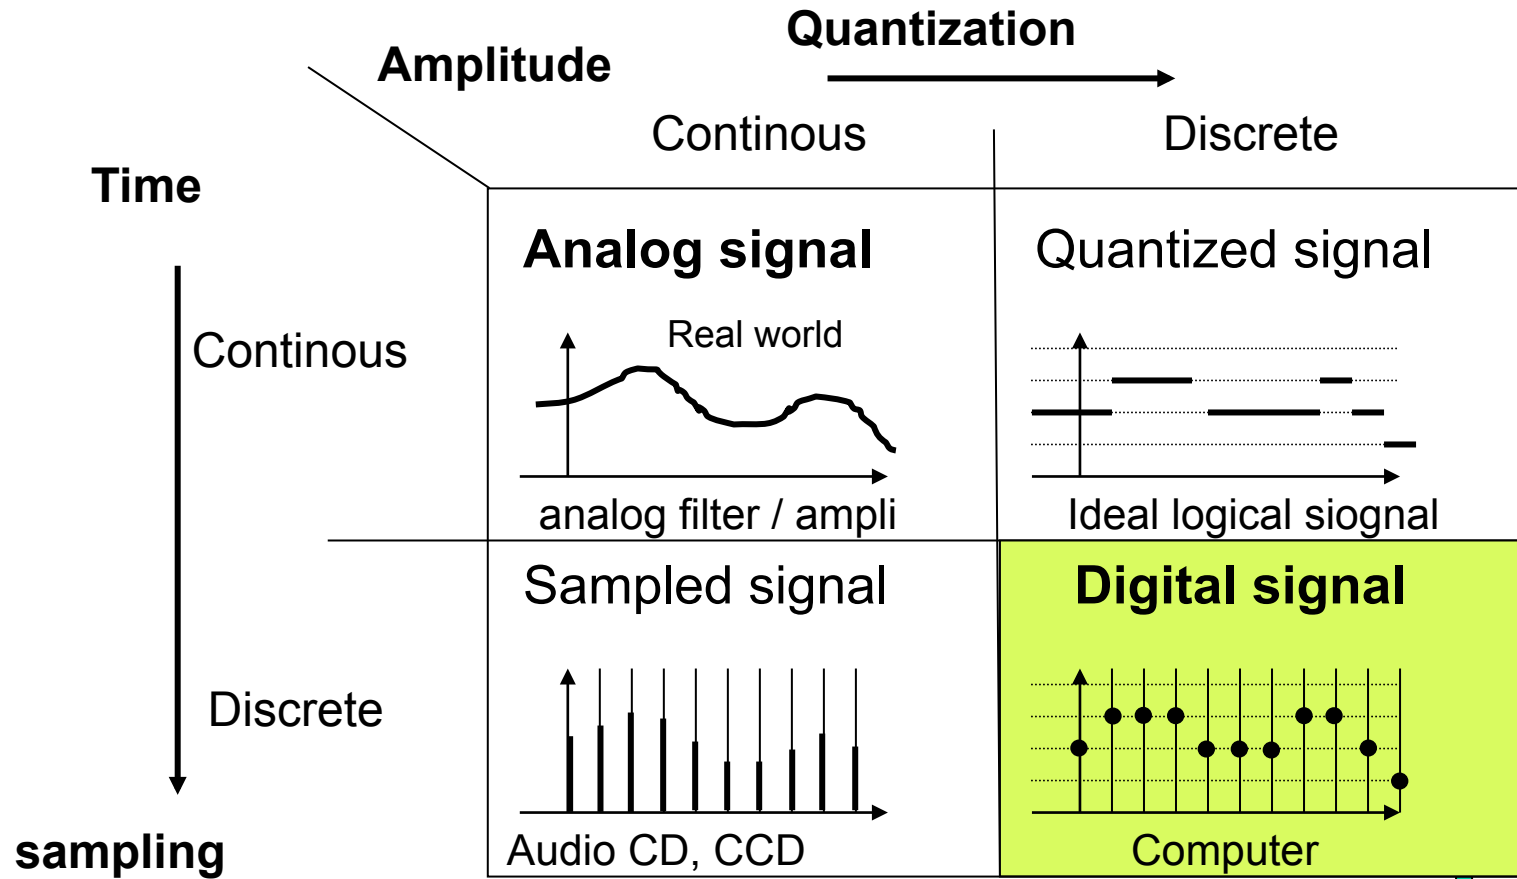 Quantization
Amplitude
Continous
Discrete
Time
Analog signal
Quantized signal
Real world
Continous
analog filter / ampli
Ideal logical siognal
Sampled signal
Digital signal
Discrete
Audio CD, CCD
Computer
sampling